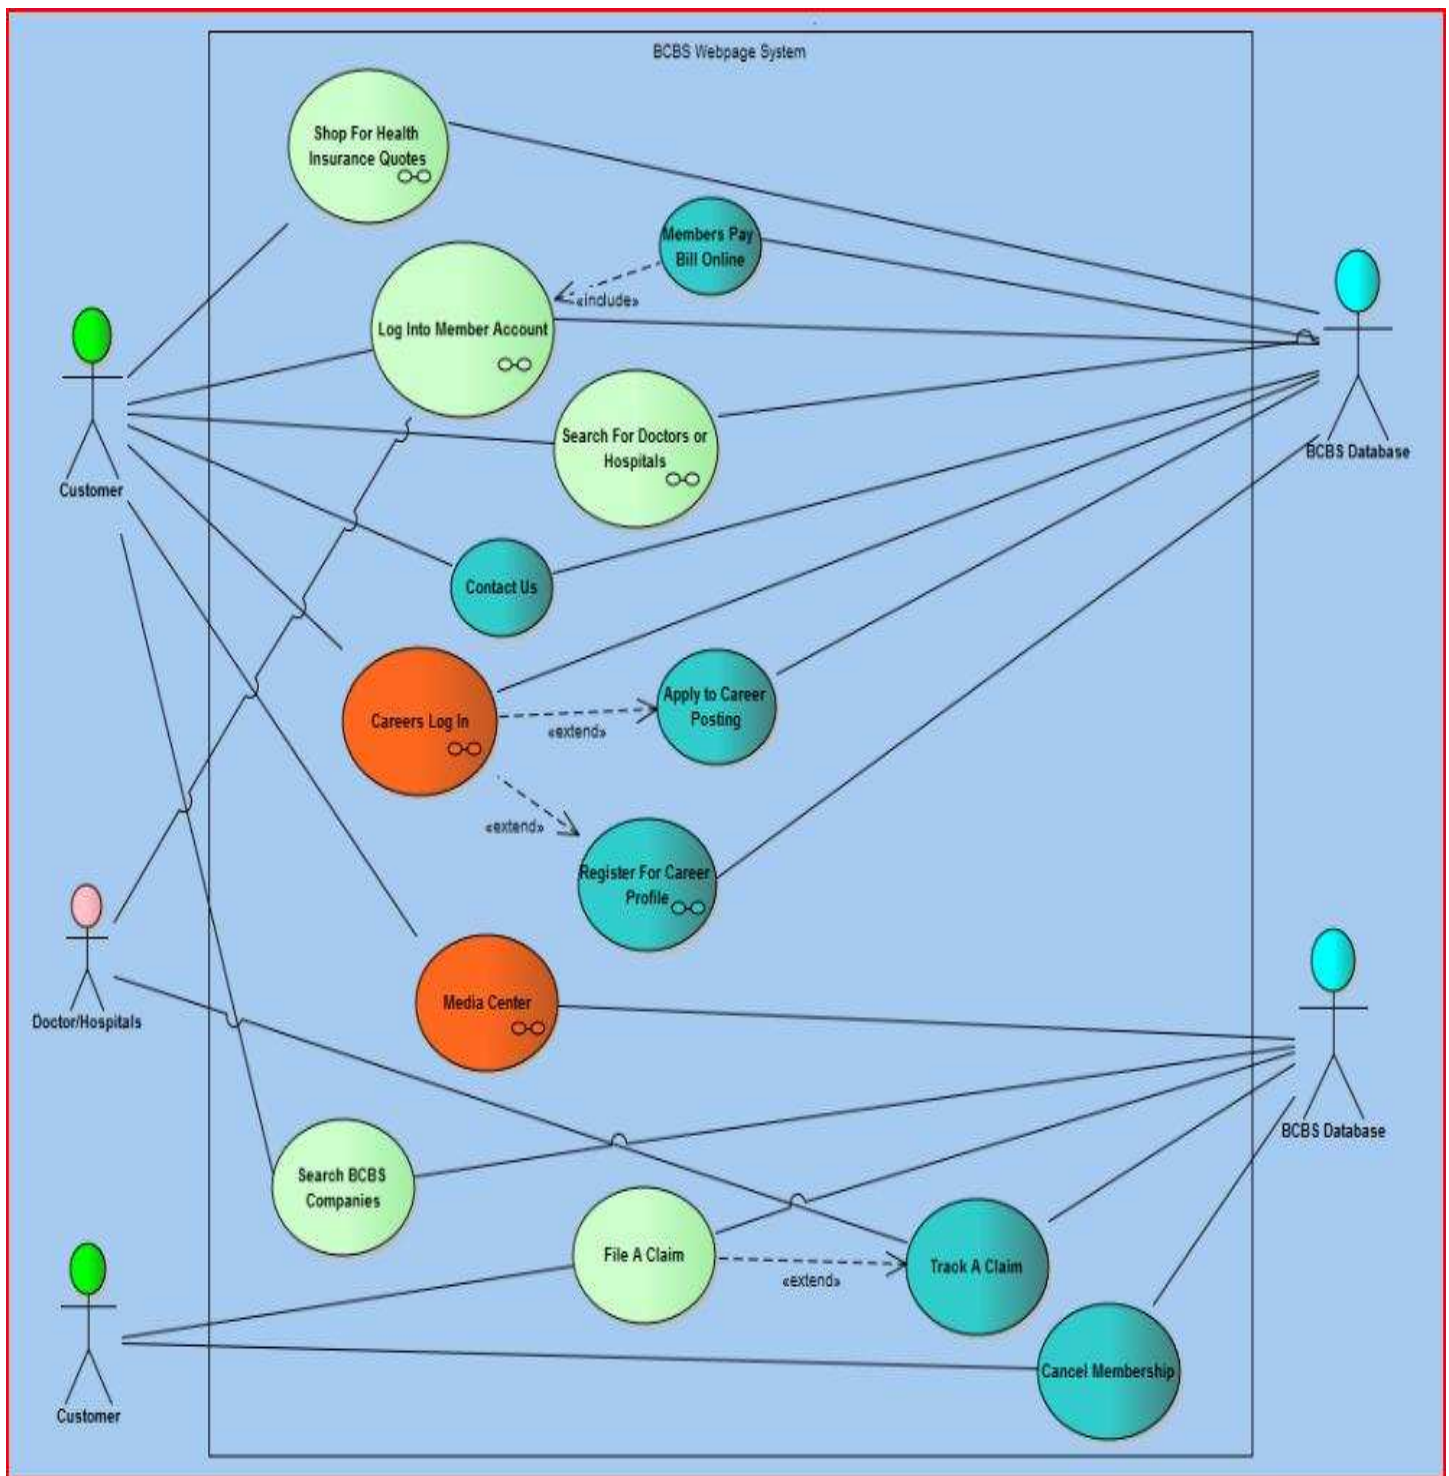 BCBS Webpage System
Shop For Health
Insurance Quotes
Members Pay
Bill Online
«include»
Log Into Member Account
Search For Doctors or
Hospitals
Customer
BCBS Database
Contact Us
Careers Log In
Apply to Career
Posting
«extend»
«extend»
Register For Career
Profile
Doctor/Hospitals
Media Center
BCBS Database
Search BCBS
Companies
File A Claim
Track A Claim
«extend»
Cancel Membership
Customer